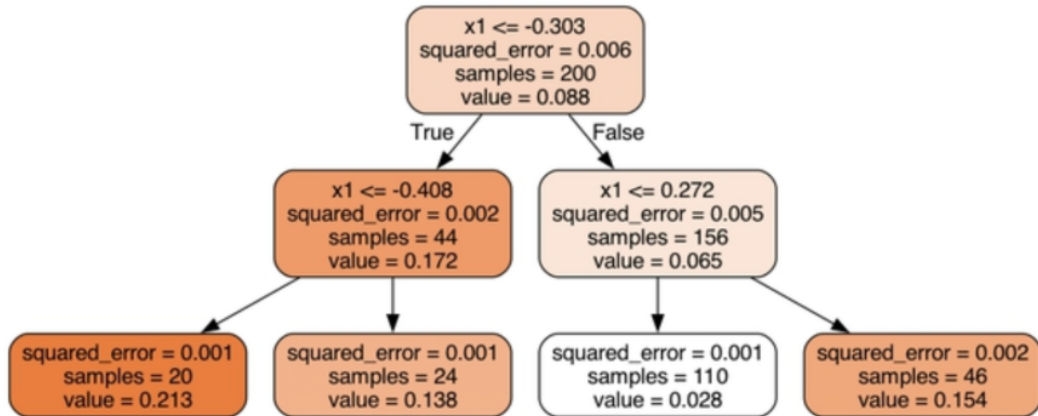 x1 <= -0.303
squared_error = 0.006
samples = 200
value = 0.088
True
False
x1 <= -0.408
squared_error = 0.002
samples = 44
value = 0.172
x1 <= 0.272
squared_error = 0.005
samples = 156
value = 0.065
squared_error = 0.001
samples = 20
value = 0.213
squared_error = 0.001
samples = 24
value = 0.138
squared_error = 0.001
samples = 110
value = 0.028
squared_error = 0.002
samples = 46
value = 0.154